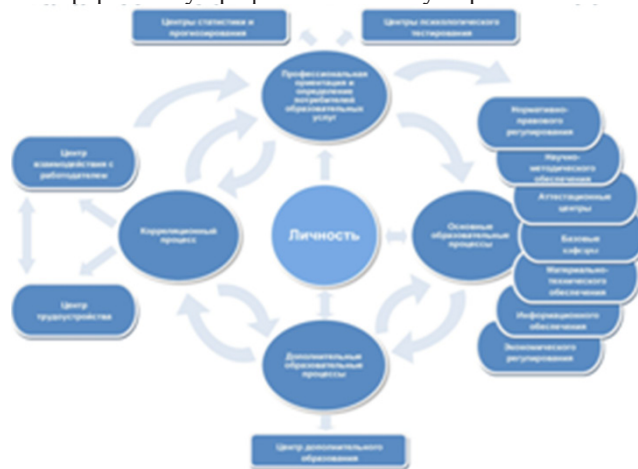 Центры статистики и
прогнозирования
Центры психологического
тестирования
Профессиональная
ориентация и
определение
потребителей
образовательных
услуг
Нормативно-
правового
регулирования
Научно-
методического
обеспечения
Аттестационные
центры
Базовые
кафедры
Материально-
технического
обеспечения
Информационного
обеспечения
Экономического
регулирования
Центр
взаимодействия с
работодателем
Корреляционный
процесс
Личность
Основные
образовательные
процессы
Центр
трудоустройства
Дополнительные
образовательные
процессы
Центр дополнительного
образования